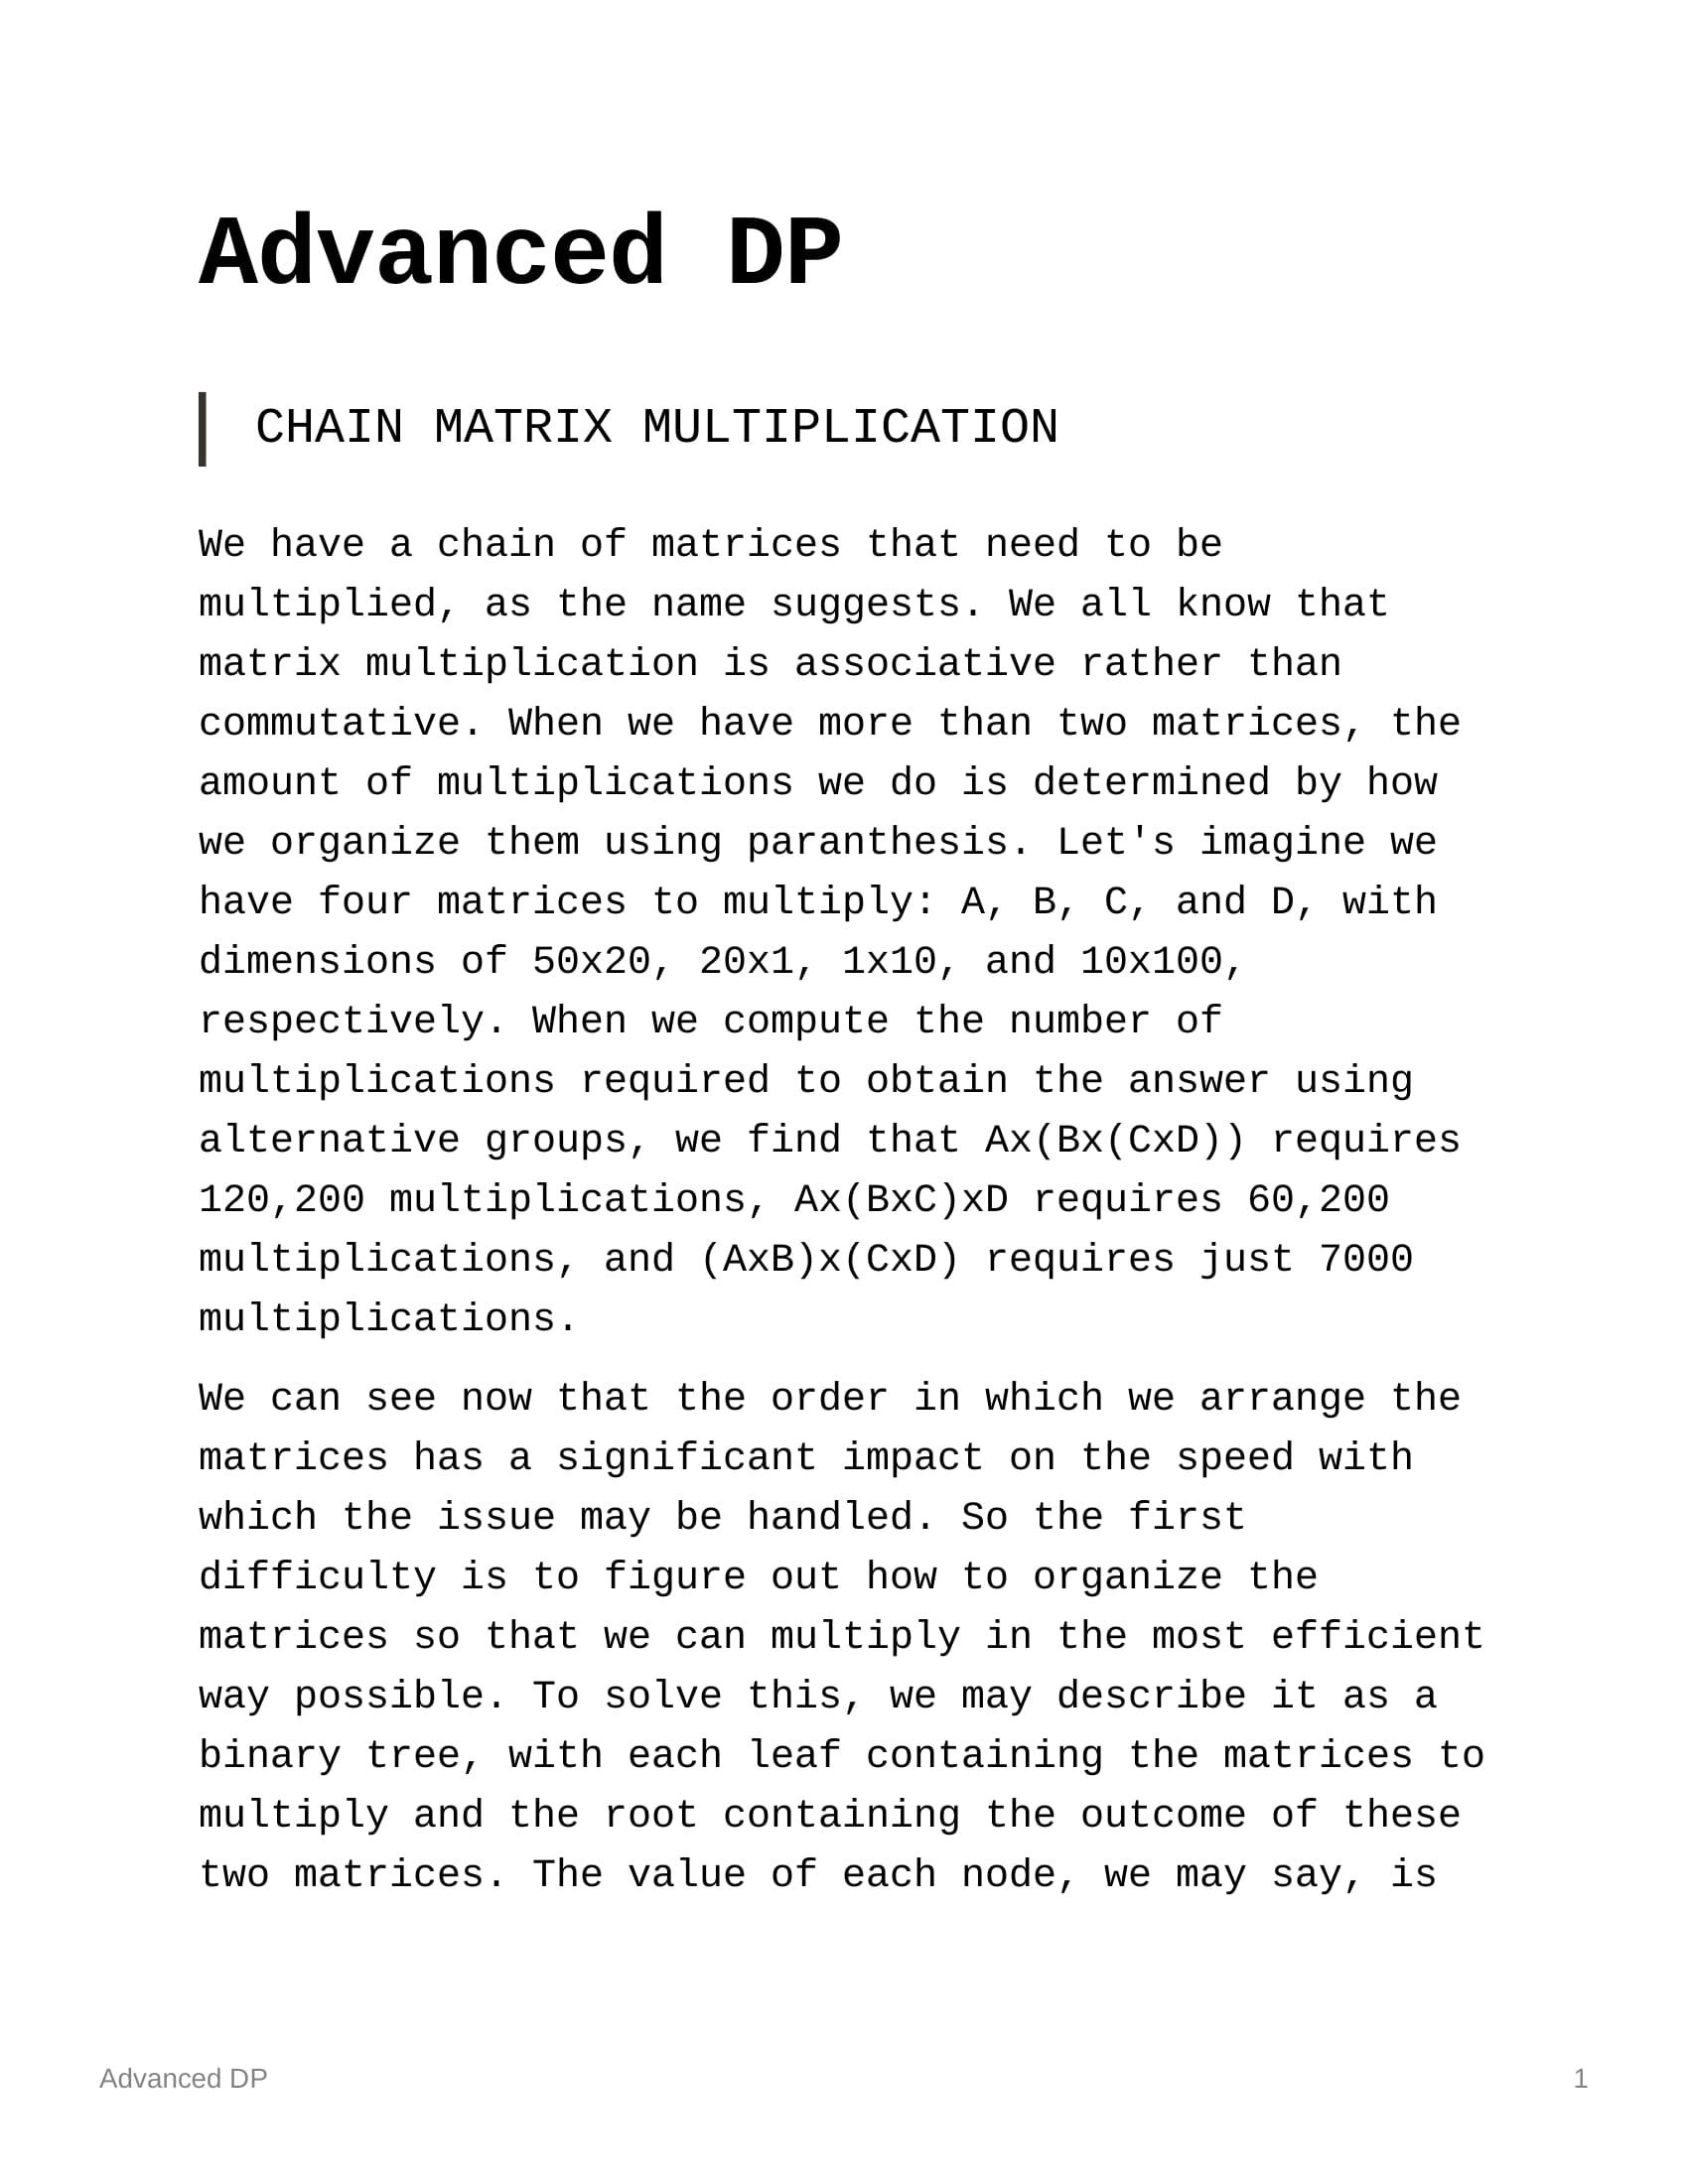 Advanced DP
CHAIN MATRIX MULTIPLICATION
We have a chain of matrices that need to be
multiplied, as the name suggests. We all know that
matrix multiplication is associative rather than
commutative. When we have more than two matrices, the
amount of multiplications we do is determined by how
we organize them using paranthesis. Let's imagine we
have four matrices to multiply: A, B, C, and D, with
dimensions of 50x20, 20x1, 1x10, and 10x100,
respectively. When we compute the number of
multiplications required to obtain the answer using
alternative groups, we find that Ax(Bx(CxD)) requires
120,200 multiplications, Ax(BxC)xD requires 60,200
multiplications, and (AxB)x(CxD) requires just 7000
multiplications.
We can see now that the order in which we arrange the
matrices has a significant impact on the speed with
which the issue may be handled. So the first
difficulty is to figure out how to organize the
matrices so that we can multiply in the most efficient
way possible. To solve this, we may describe it as a
binary tree, with each leaf containing the matrices to
multiply and the root containing the outcome of these
two matrices. The value of each node, we may say, is
Advanced DP
1